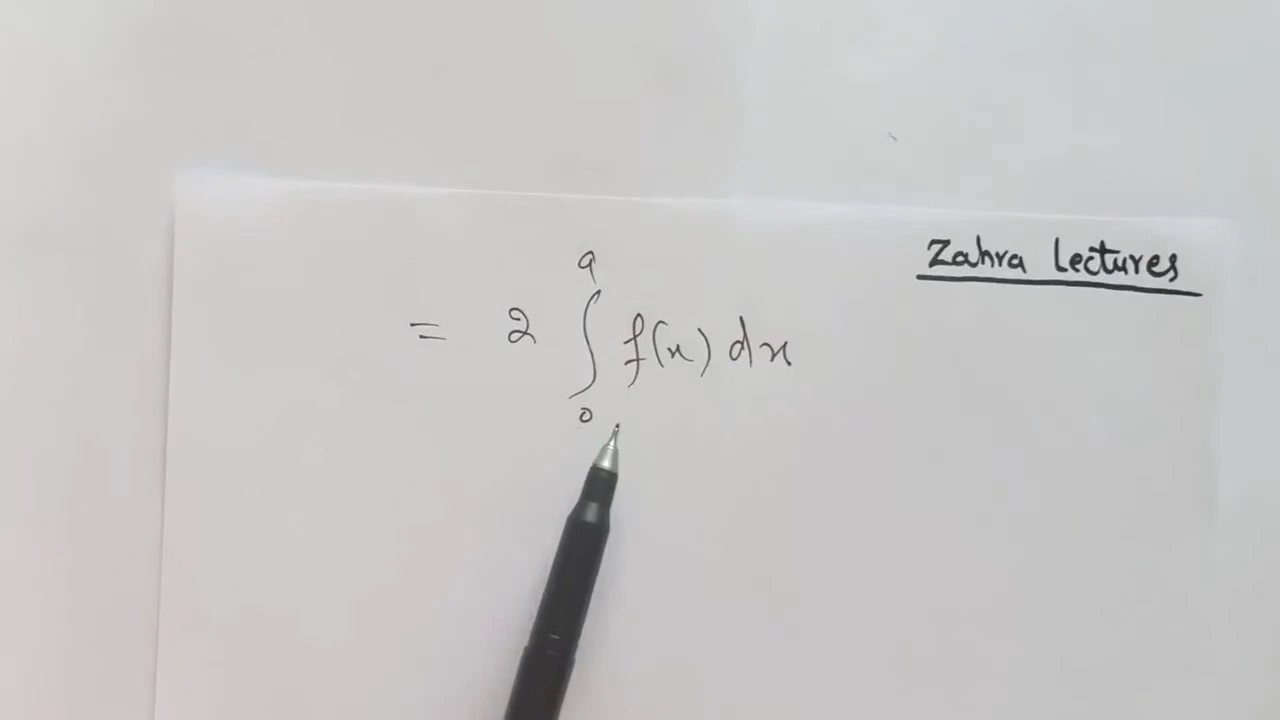 Zahra Lectures
= 2 ∫₀ᵃ f(x) dx